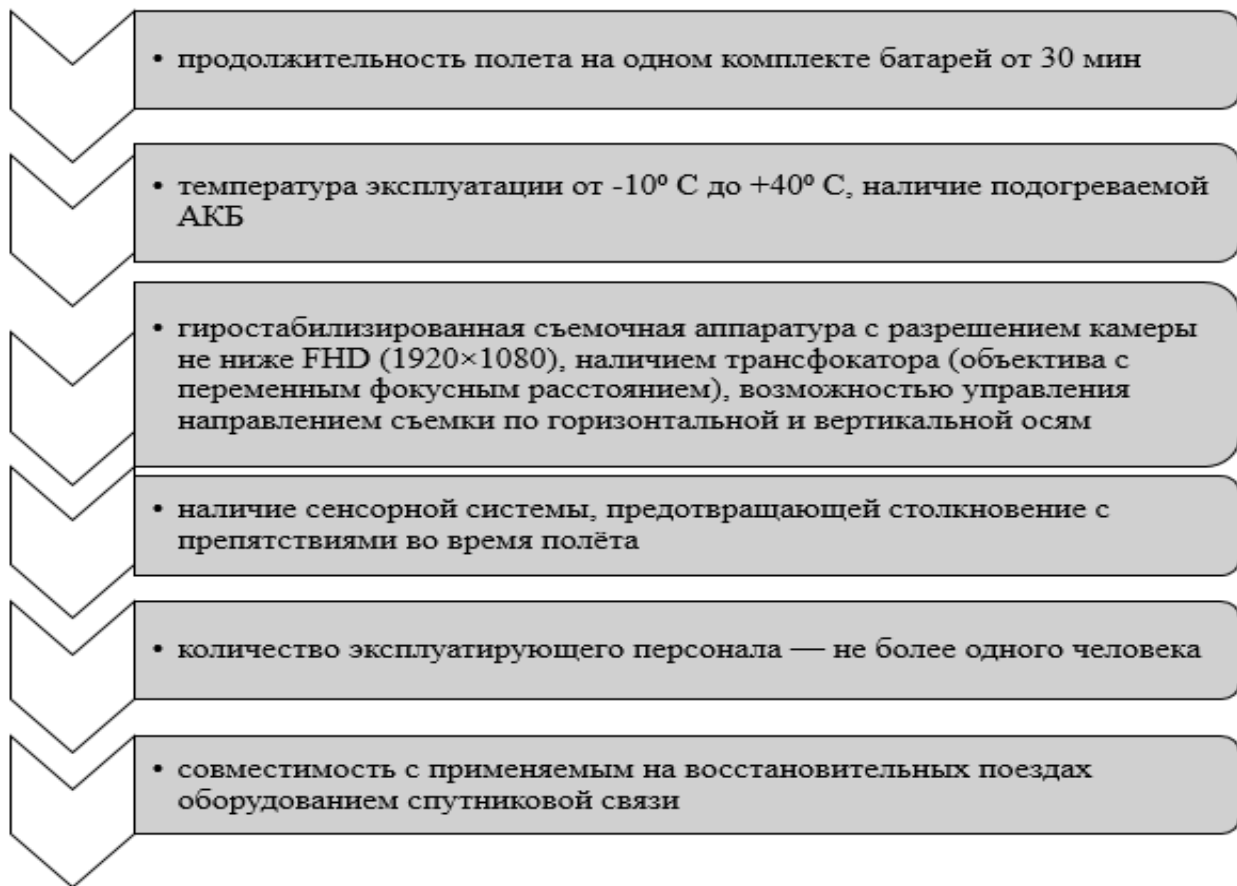 • продолжительность полета на одном комплекте батарей от 30 мин
• температура эксплуатации от -10⁰ С до +40⁰ С, наличие подогреваемой
АКБ
• гиростабилизированная съемочная аппаратура с разрешением камеры
не ниже FHD (1920×1080), наличием трансфокатора (объектива с
переменным фокусным расстоянием), возможностью управления
направлением съемки по горизонтальной и вертикальной осям
• наличие сенсорной системы, предотвращающей столкновение с
препятствиями во время полёта
• количество эксплуатирующего персонала — не более одного человека
• совместимость с применяемым на восстановительных поездах
оборудованием спутниковой связи